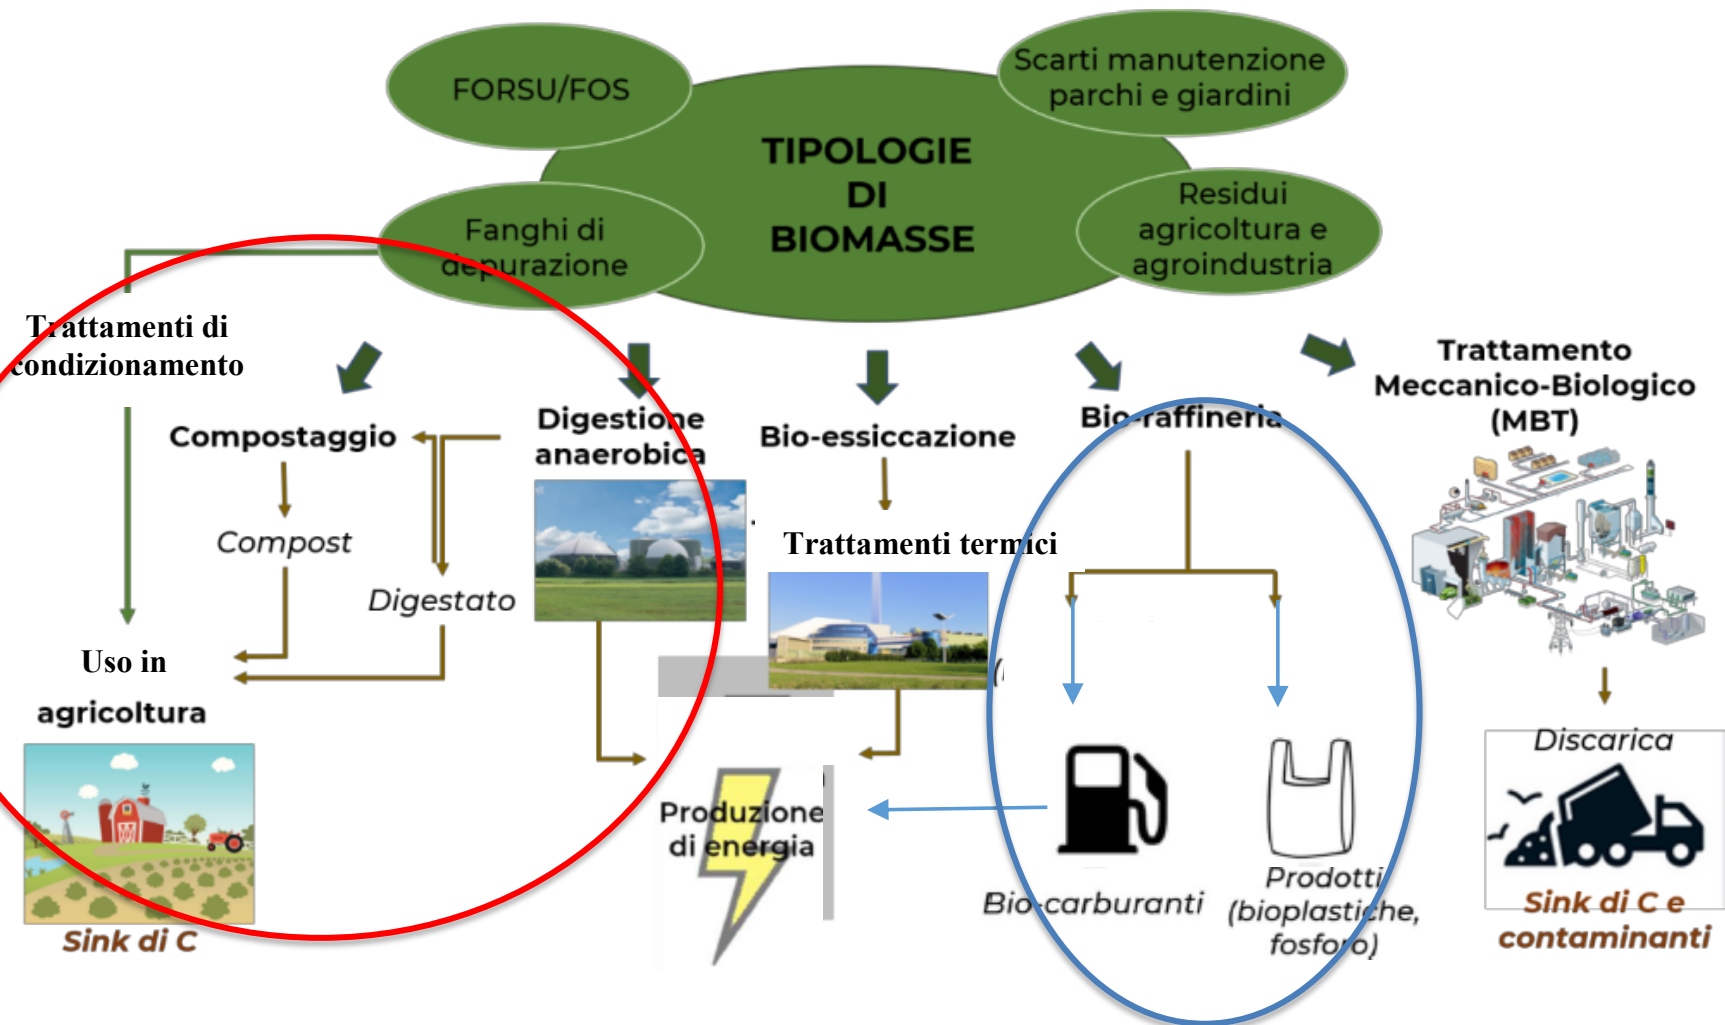 FORSU/FOS
Scarti manutenzione
parchi e giardini
TIPOLOGIE
DI
BIOMASSE
Fanghi di
depurazione
Residui
agricoltura e
agroindustria
Trattamenti di
condizionamento
Compostaggio
Digestione
anaerobica
Bio-essiccazione
Bio-raffineria
Trattamento
Meccanico-Biologico
(MBT)
Compost
Digestato
Trattamenti termici
Uso in
agricoltura
Sink di C
Produzione
di energia
Bio-carburanti
Prodotti
(bioplastiche,
fosforo)
Discarica
Sink di C e
contaminanti